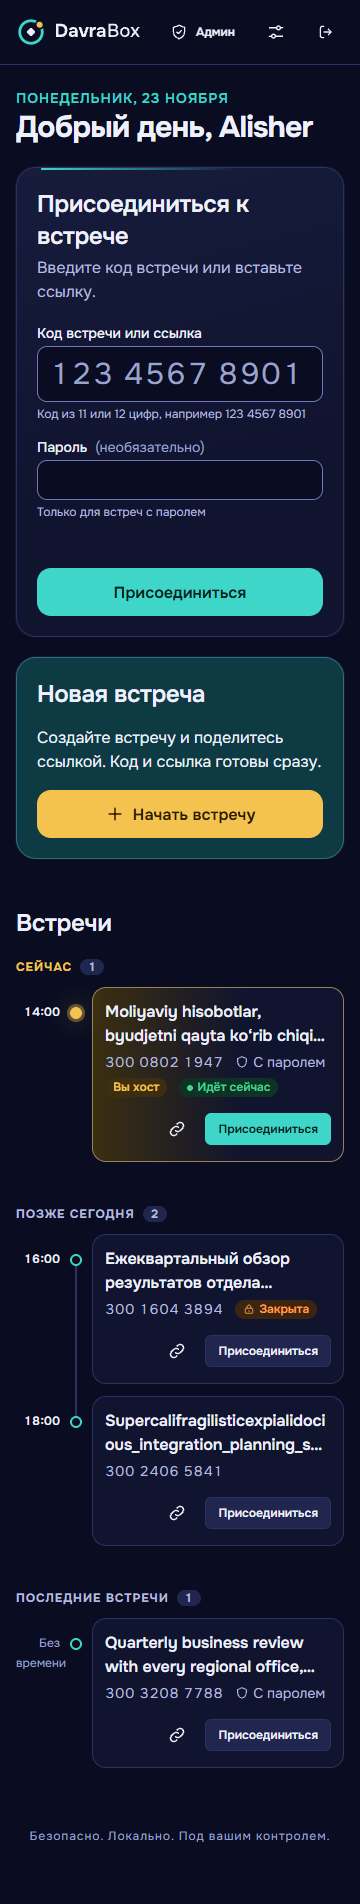 DavraBox Админ
ПОНЕДЕЛЬНИК, 23 НОЯБРЯ
Добрый день, Alisher
Присоединиться к
встрече
Введите код встречи или вставьте
ссылку.
Код встречи или ссылка
123 4567 8901
Код из 11 или 12 цифр, например 123 4567 8901
Пароль (необязательно)
Только для встреч с паролем
Присоединиться
Новая встреча
Создайте встречу и поделитесь
ссылкой. Код и ссылка готовы сразу.
Начать встречу
Встречи
СЕЙЧАС 1
14:00
Moliyaviy hisobotlar,
byudjetni qayta ko‘rib chiqi...
300 0802 1947 С паролем
Вы хост Идёт сейчас
Присоединиться
ПОЗЖЕ СЕГОДНЯ 2
16:00
Ежеквартальный обзор
результатов отдела...
300 1604 3894 Закрыта
Присоединиться
18:00
Supercalifragilisticexpialidoci
ous_integration_planning_s...
300 2406 5841
Присоединиться
ПОСЛЕДНИЕ ВСТРЕЧИ 1
Без
времени
Quarterly business review
with every regional office,...
300 3208 7788 С паролем
Присоединиться
Безопасно. Локально. Под вашим контролем.